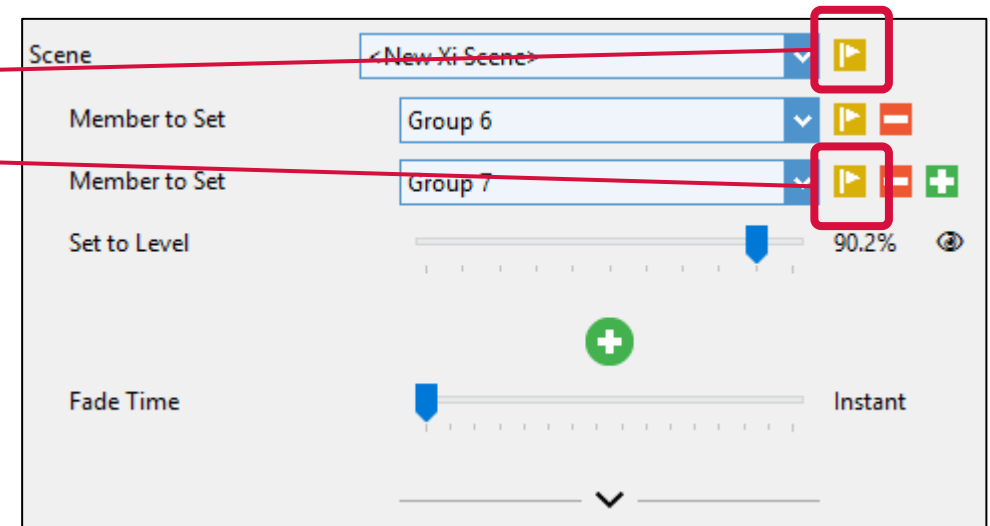 Scene <New Xi Scene>
Member to Set Group 6
Member to Set Group 7
Set to Level 90.2%
Fade Time Instant